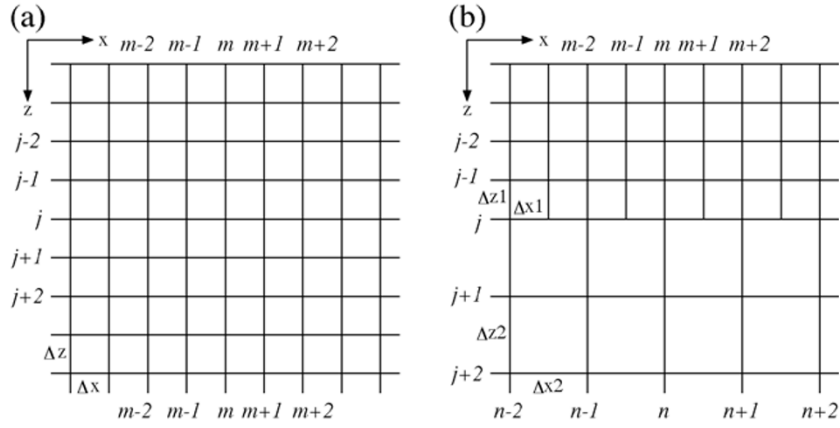 (a)
x m-2 m-1 m m+1 m+2
z
j-2
j-1
j
j+1
j+2
Δz
Δx
m-2 m-1 m m+1 m+2
(b)
x m-2 m-1 m m+1 m+2
z
j-2
j-1
Δz1 Δx1
j
j+1
Δz2
j+2
Δx2
n-2 n-1 n n+1 n+2